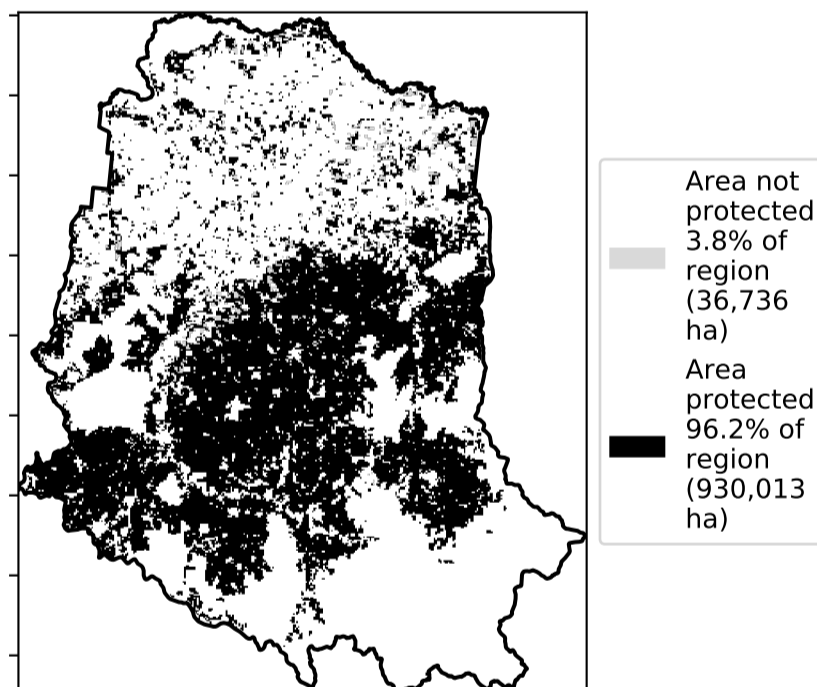 Area not
protected
3.8% of
region
(36,736
ha)
Area
protected
96.2% of
region
(930,013
ha)